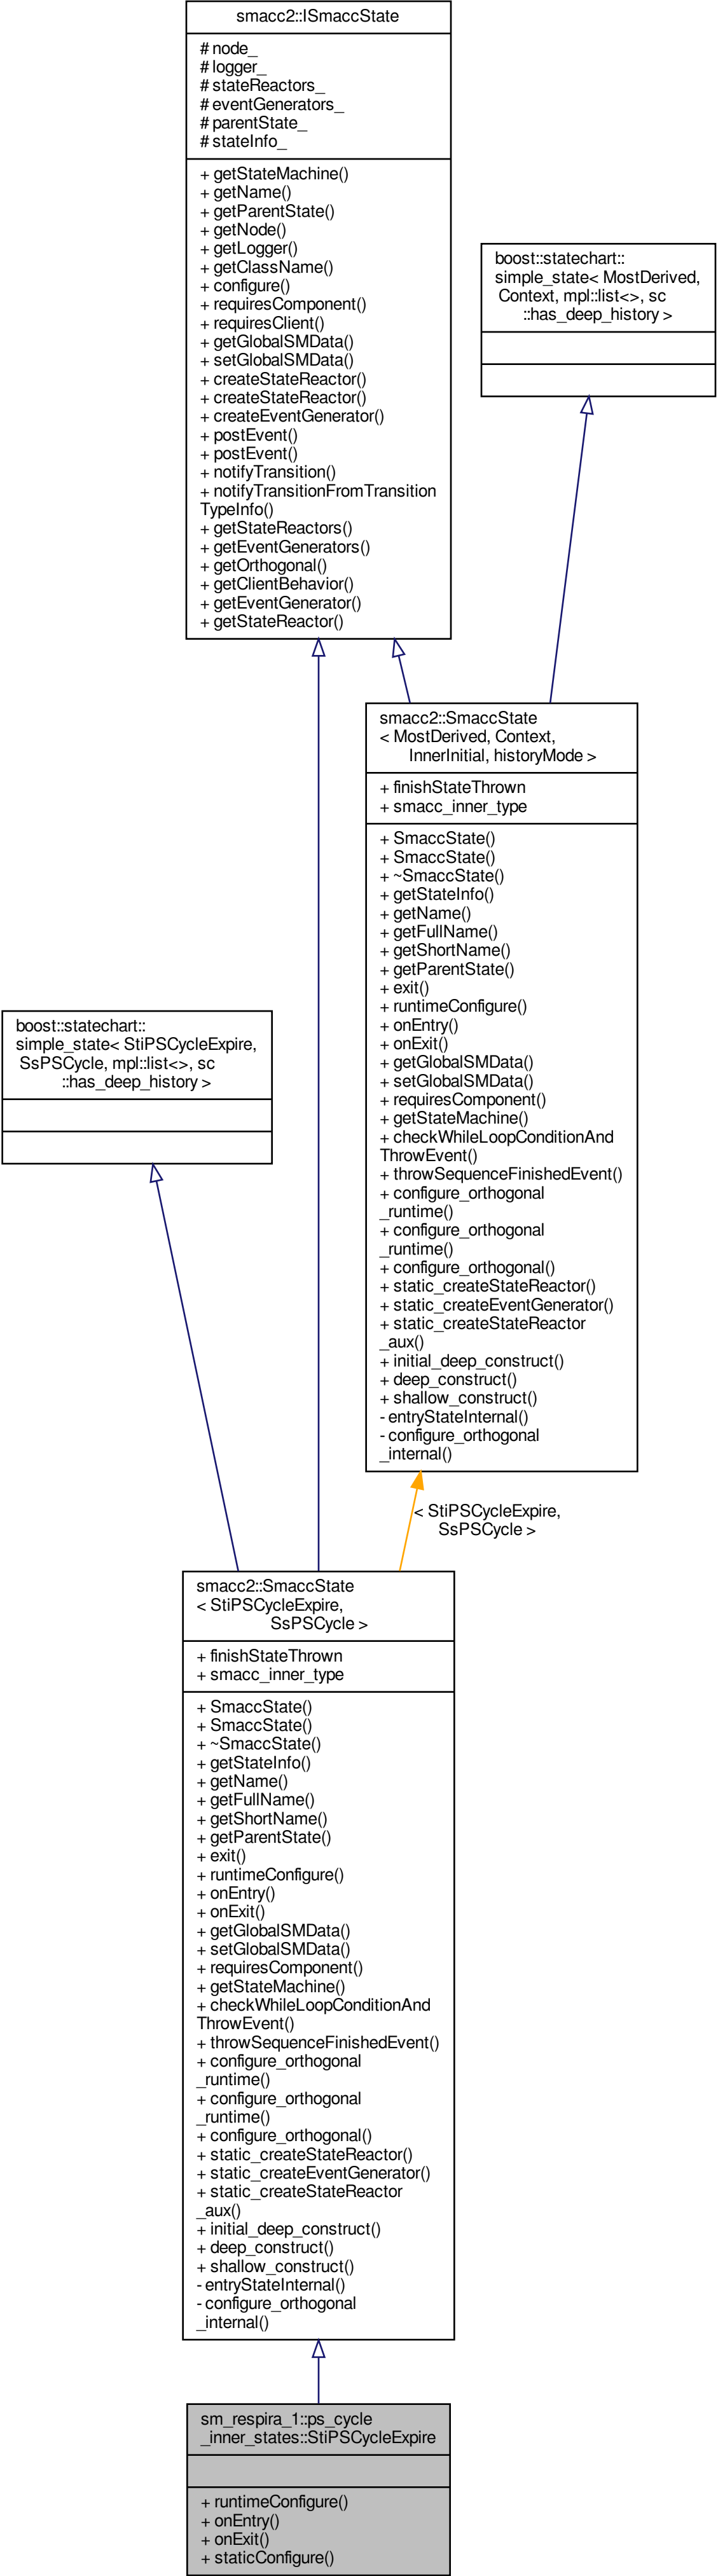 smacc2::ISmaccState
# node_
# logger_
# stateReactors_
# eventGenerators_
# parentState_
# stateInfo_
+ getStateMachine()
+ getName()
+ getParentState()
+ getNode()
+ getLogger()
+ getClassName()
+ configure()
+ requiresComponent()
+ requiresClient()
+ getGlobalSMData()
+ setGlobalSMData()
+ createStateReactor()
+ createStateReactor()
+ createEventGenerator()
+ postEvent()
+ postEvent()
+ notifyTransition()
+ notifyTransitionFromTransition
TypeInfo()
+ getStateReactors()
+ getEventGenerators()
+ getOrthogonal()
+ getClientBehavior()
+ getEventGenerator()
+ getStateReactor()
boost::statechart::
simple_state< MostDerived,
Context, mpl::list<>, sc
::has_deep_history >
smacc2::SmaccState
< MostDerived, Context,
InnerInitial, historyMode >
+ finishStateThrown
+ smacc_inner_type
+ SmaccState()
+ SmaccState()
+ ~SmaccState()
+ getStateInfo()
+ getName()
+ getFullName()
+ getShortName()
+ getParentState()
+ exit()
+ runtimeConfigure()
+ onEntry()
+ onExit()
+ getGlobalSMData()
+ setGlobalSMData()
+ requiresComponent()
+ getStateMachine()
+ checkWhileLoopConditionAnd
ThrowEvent()
+ throwSequenceFinishedEvent()
+ configure_orthogonal
_runtime()
+ configure_orthogonal
_runtime()
+ configure_orthogonal()
+ static_createStateReactor()
+ static_createEventGenerator()
+ static_createStateReactor
_aux()
+ initial_deep_construct()
+ deep_construct()
+ shallow_construct()
- entryStateInternal()
- configure_orthogonal
_internal()
boost::statechart::
simple_state< StiPSCycleExpire,
SsPSCycle, mpl::list<>, sc
::has_deep_history >
< StiPSCycleExpire,
SsPSCycle >
smacc2::SmaccState
< StiPSCycleExpire,
SsPSCycle >
+ finishStateThrown
+ smacc_inner_type
+ SmaccState()
+ SmaccState()
+ ~SmaccState()
+ getStateInfo()
+ getName()
+ getFullName()
+ getShortName()
+ getParentState()
+ exit()
+ runtimeConfigure()
+ onEntry()
+ onExit()
+ getGlobalSMData()
+ setGlobalSMData()
+ requiresComponent()
+ getStateMachine()
+ checkWhileLoopConditionAnd
ThrowEvent()
+ throwSequenceFinishedEvent()
+ configure_orthogonal
_runtime()
+ configure_orthogonal
_runtime()
+ configure_orthogonal()
+ static_createStateReactor()
+ static_createEventGenerator()
+ static_createStateReactor
_aux()
+ initial_deep_construct()
+ deep_construct()
+ shallow_construct()
- entryStateInternal()
- configure_orthogonal
_internal()
sm_respira_1::ps_cycle
_inner_states::StiPSCycleExpire
+ runtimeConfigure()
+ onEntry()
+ onExit()
+ staticConfigure()